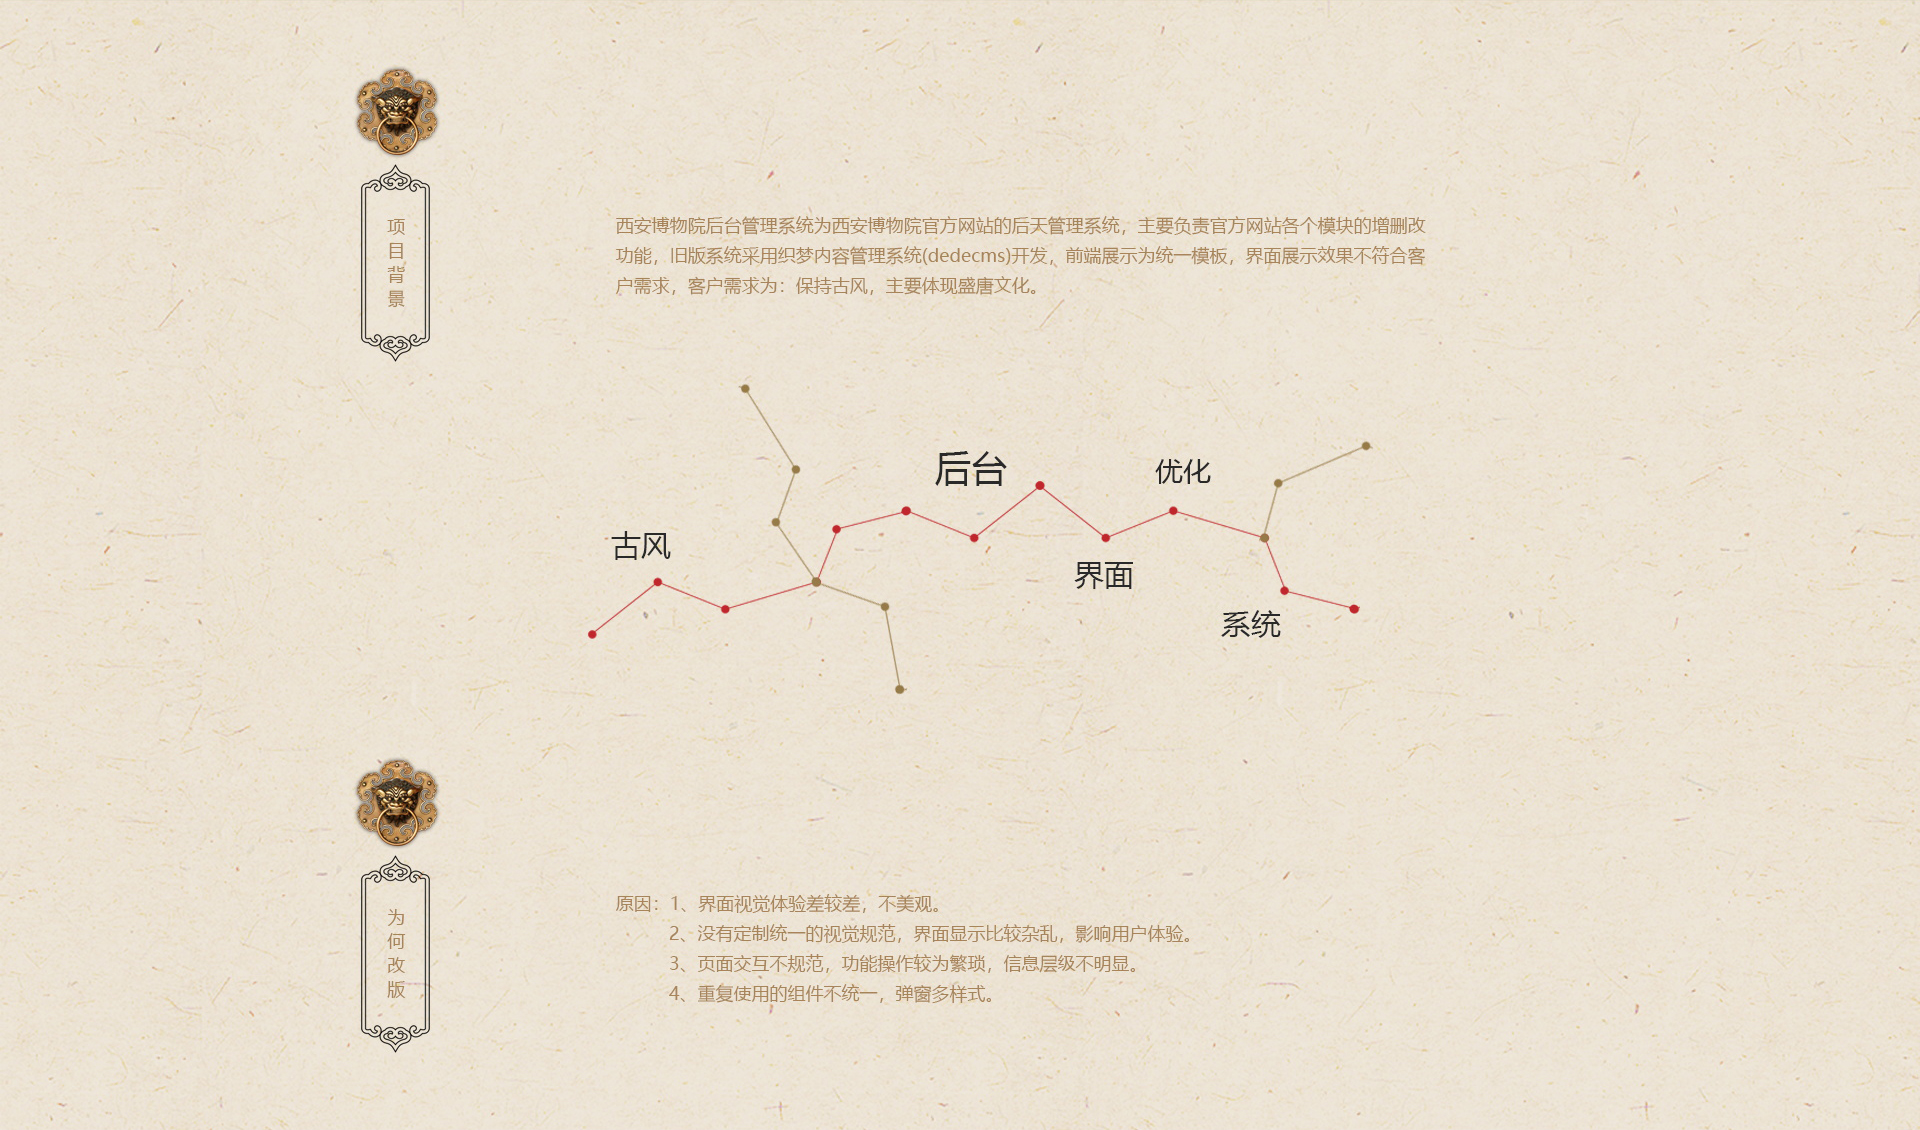 项目背景
西安博物院后台管理系统为西安博物院官方网站的后天管理系统，主要负责官方网站各个模块的增删改
功能，旧版系统采用织梦内容管理系统(dedecms)开发，前端展示为统一模板，界面展示效果不符合客
户需求，客户需求为：保持古风，主要体现盛唐文化。
后台
优化
古风
界面
系统
为何改版
原因：1、界面视觉体验差较差，不美观。
2、没有定制统一的视觉规范，界面显示比较杂乱，影响用户体验。
3、页面交互不规范，功能操作较为繁琐，信息层级不明显。
4、重复使用的组件不统一，弹窗多样式。